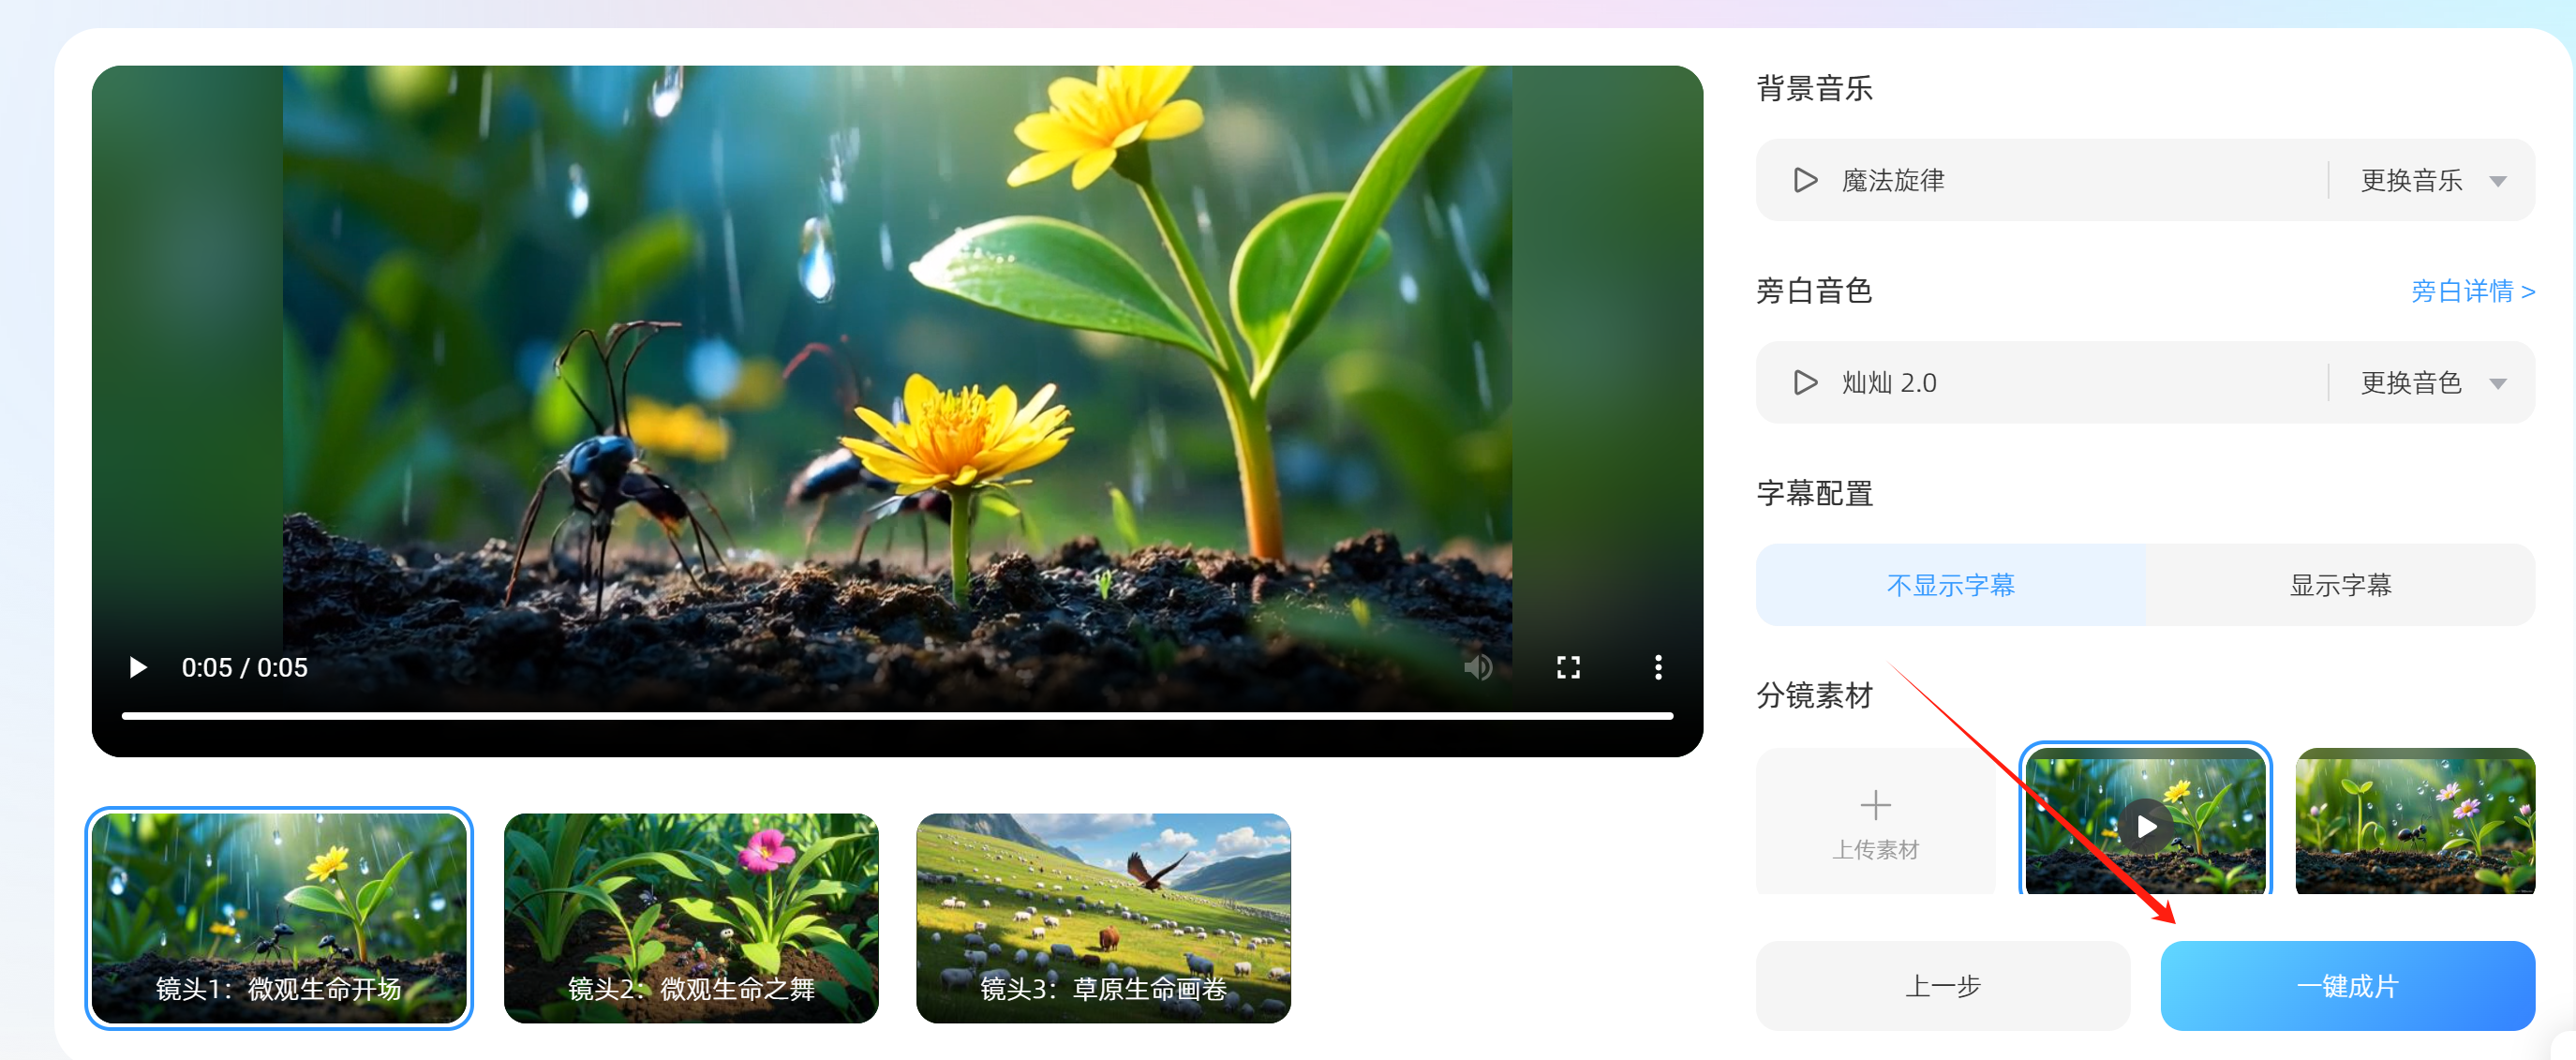 背景音乐
魔法旋律
更换音乐
旁白音色
旁白详情 >
灿灿 2.0
更换音色
字幕配置
不显示字幕
显示字幕
0:05 / 0:05
分镜素材
上传素材
镜头1：微观生命开场
镜头2：微观生命之舞
镜头3：草原生命画卷
上一步
一键成片